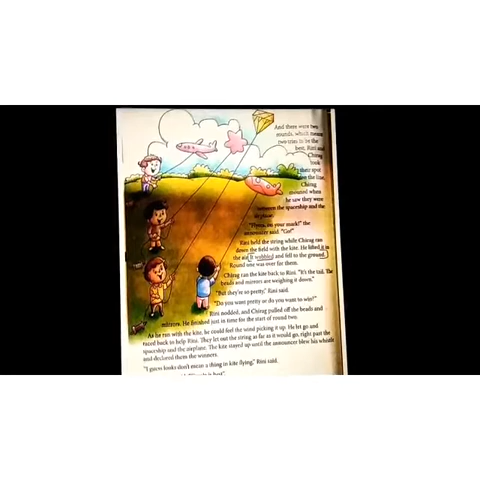 And there were two
rounds, which meant
two tries to be the
best. Rini and
Chirag
took
their spot
the line.
Chirag
moaned when
he saw they were
between the spaceship and the
airplane.
"Flyers, on your mark!" the
announcer said. "Go!"
Rini held the string while Chirag ran
down the field with the kite. He lifted it in
the air. It wobbled and fell to the ground.
Round one was over for them.
Chirag ran the kite back to Rini. "It's the tail. The
beads and mirrors are weighing it down."
"But they're so pretty," Rini said.
"Do you want pretty or do you want to win?"
Rini nodded, and Chirag pulled off the beads and
mirrors. He finished just in time for the start of round two.
As he ran with the kite, he could feel the wind picking it up. He let go and
raced back to help Rini. They let out the string as far as it would go, right past the
spaceship and the airplane. The kite stayed up until the announcer blew his whistle
and declared them the winners.
"I guess looks don't mean a thing in kite flying," Rini said.